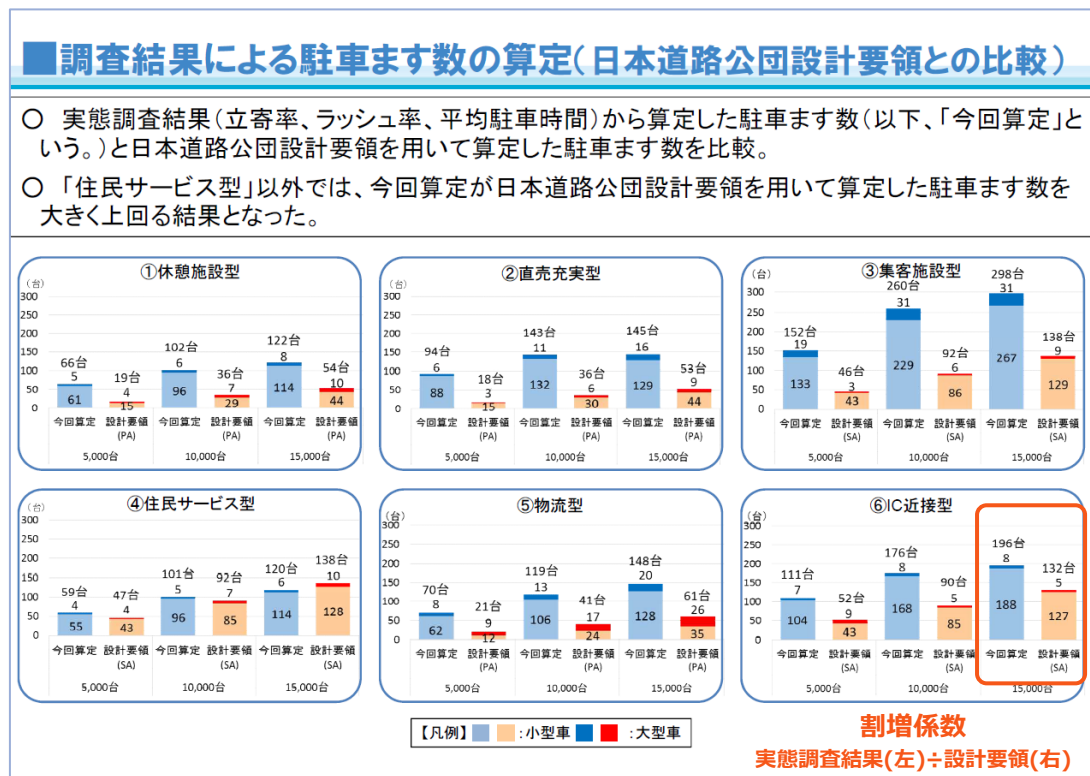 ■調査結果による駐車ます数の算定(日本道路公団設計要領との比較)
○ 実態調査結果(立寄率、ラッシュ率、平均駐車時間)から算定した駐車ます数(以下、「今回算定」と
いう。)と日本道路公団設計要領を用いて算定した駐車ます数を比較。
○ 「住民サービス型」以外では、今回算定が日本道路公団設計要領を用いて算定した駐車ます数を
大きく上回る結果となった。
①休憩施設型
(台)
300
250
200
150
100
50
0
66台
5
61
19台
4
15
102台
6
96
36台
7
29
122台
8
114
54台
10
44
今回算定 設計要領 今回算定 設計要領 今回算定 設計要領
(PA) (PA) (PA)
5,000台 10,000台 15,000台
②直売充実型
(台)
300
250
200
150
100
50
0
94台
6
88
18台
3
15
143台
11
132
36台
6
30
145台
16
129
53台
9
44
今回算定 設計要領 今回算定 設計要領 今回算定 設計要領
(PA) (PA) (PA)
5,000台 10,000台 15,000台
③集客施設型
(台)
300
250
200
150
100
50
0
152台
19
133
46台
3
43
260台
31
229
92台
6
86
298台
31
267
138台
9
129
今回算定 設計要領 今回算定 設計要領 今回算定 設計要領
(SA) (SA) (SA)
5,000台 10,000台 15,000台
④住民サービス型
(台)
300
250
200
150
100
50
0
59台
4
55
47台
4
43
101台
5
96
92台
7
85
120台
6
114
138台
10
128
今回算定 設計要領 今回算定 設計要領 今回算定 設計要領
(SA) (SA) (SA)
5,000台 10,000台 15,000台
⑤物流型
(台)
300
250
200
150
100
50
0
70台
8
62
21台
9
12
119台
13
106
41台
17
24
148台
20
128
61台
26
35
今回算定 設計要領 今回算定 設計要領 今回算定 設計要領
(PA) (PA) (PA)
5,000台 10,000台 15,000台
⑥IC近接型
(台)
300
250
200
150
100
50
0
111台
7
104
52台
9
43
176台
8
168
90台
5
85
196台
8
188
132台
5
127
今回算定 設計要領 今回算定 設計要領 今回算定 設計要領
(SA) (SA) (SA)
5,000台 10,000台 15,000台
【凡例】 :小型車 :大型車
割増係数
実態調査結果(左)÷設計要領(右)